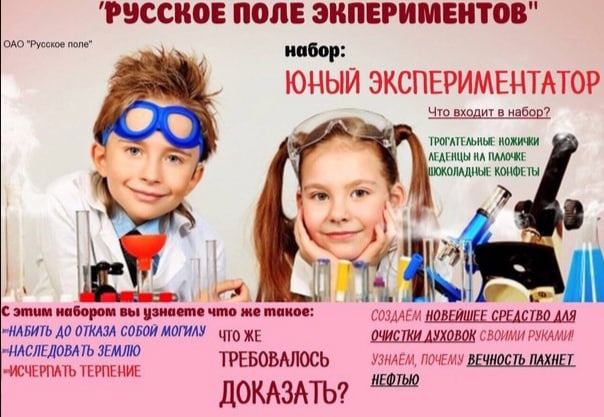 "РУССКОЕ ПОЛЕ ЭКПЕРИМЕНТОВ"
ОАО "Русское поле"
набор:
ЮНЫЙ ЭКСПЕРИМЕНТАТОР
Что входит в набор?
ТРОГАТЕЛЬНЫЕ НОЖИЧКИ
ЛЕДЕНЦЫ НА ПАЛОЧКЕ
ШОКОЛАДНЫЕ КОНФЕТЫ
С этим набором вы узнаете что же такое:
НАБИТЬ ДО ОТКАЗА СОБОЙ МОГИЛУ
НАСЛЕДОВАТЬ ЗЕМЛЮ
ИСЧЕРПАТЬ ТЕРПЕНИЕ
ЧТО ЖЕ
ТРЕБОВАЛОСЬ
ДОКАЗАТЬ?
СОЗДАЁМ НОВЕЙШЕЕ СРЕДСТВО ДЛЯ
ОЧИСТКИ ДУХОВОК СВОИМИ РУКАМИ!
УЗНАЁМ, ПОЧЕМУ ВЕЧНОСТЬ ПАХНЕТ
НЕФТЬЮ